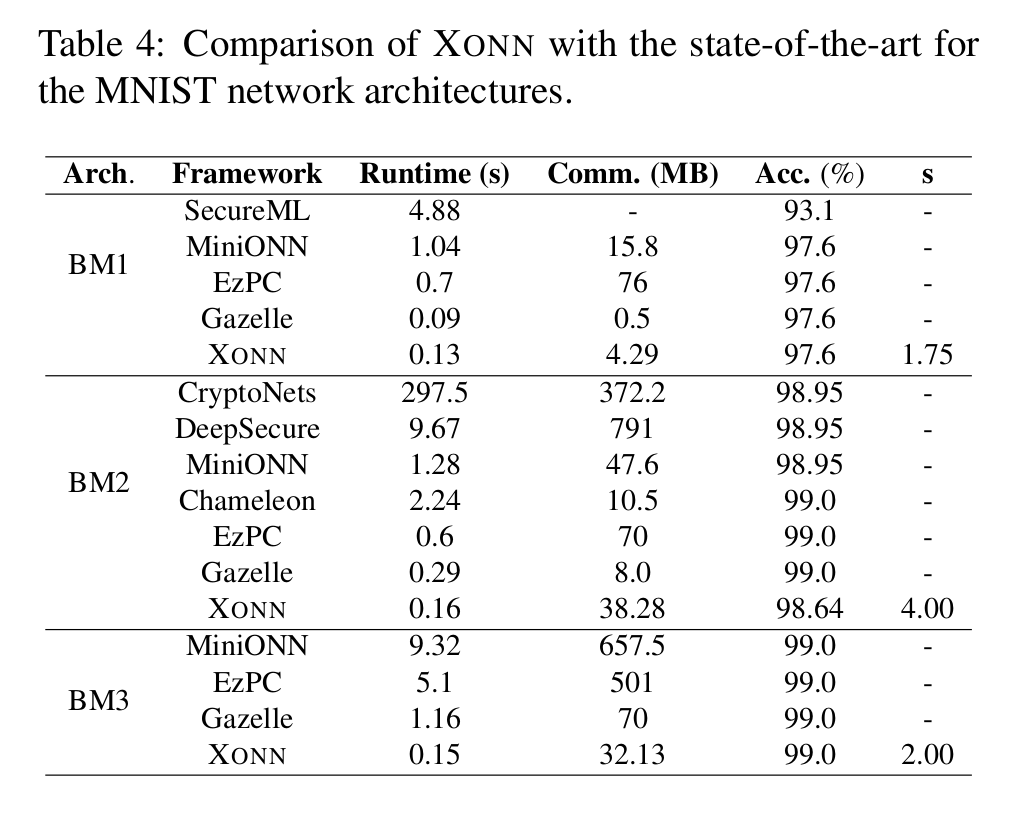 Table 4: Comparison of XONN with the state-of-the-art for
the MNIST network architectures.
Arch. Framework Runtime (s) Comm. (MB) Acc. (%) s
SecureML 4.88 - 93.1 -
MiniONN 1.04 15.8 97.6 -
BM1
EzPC 0.7 76 97.6 -
Gazelle 0.09 0.5 97.6 -
XONN 0.13 4.29 97.6 1.75
CryptoNets 297.5 372.2 98.95 -
DeepSecure 9.67 791 98.95 -
MiniONN 1.28 47.6 98.95 -
BM2
Chameleon 2.24 10.5 99.0 -
EzPC 0.6 70 99.0 -
Gazelle 0.29 8.0 99.0 -
XONN 0.16 38.28 98.64 4.00
MiniONN 9.32 657.5 99.0 -
EzPC 5.1 501 99.0 -
BM3
Gazelle 1.16 70 99.0 -
XONN 0.15 32.13 99.0 2.00